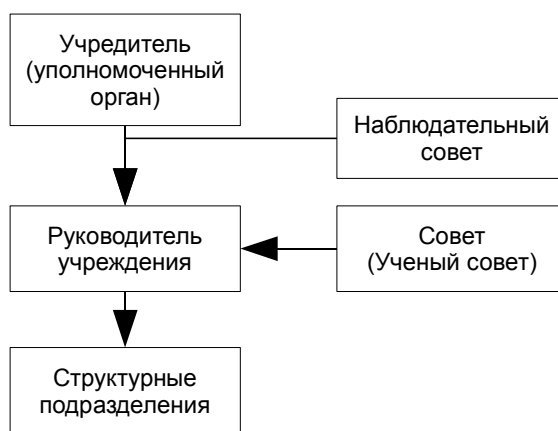 Учредитель
(уполномоченный
орган)
Наблюдательный
совет
Руководитель
учреждения
Совет
(Ученый совет)
Структурные
подразделения